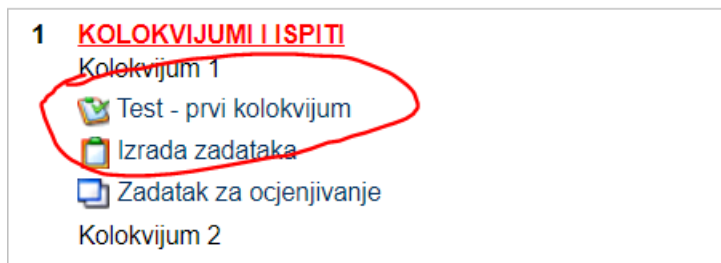 1 KOLOKVIJUMI I ISPITI
Kolokvijum 1
Test - prvi kolokvijum
Izrada zadataka
Zadatak za ocjenjivanje
Kolokvijum 2